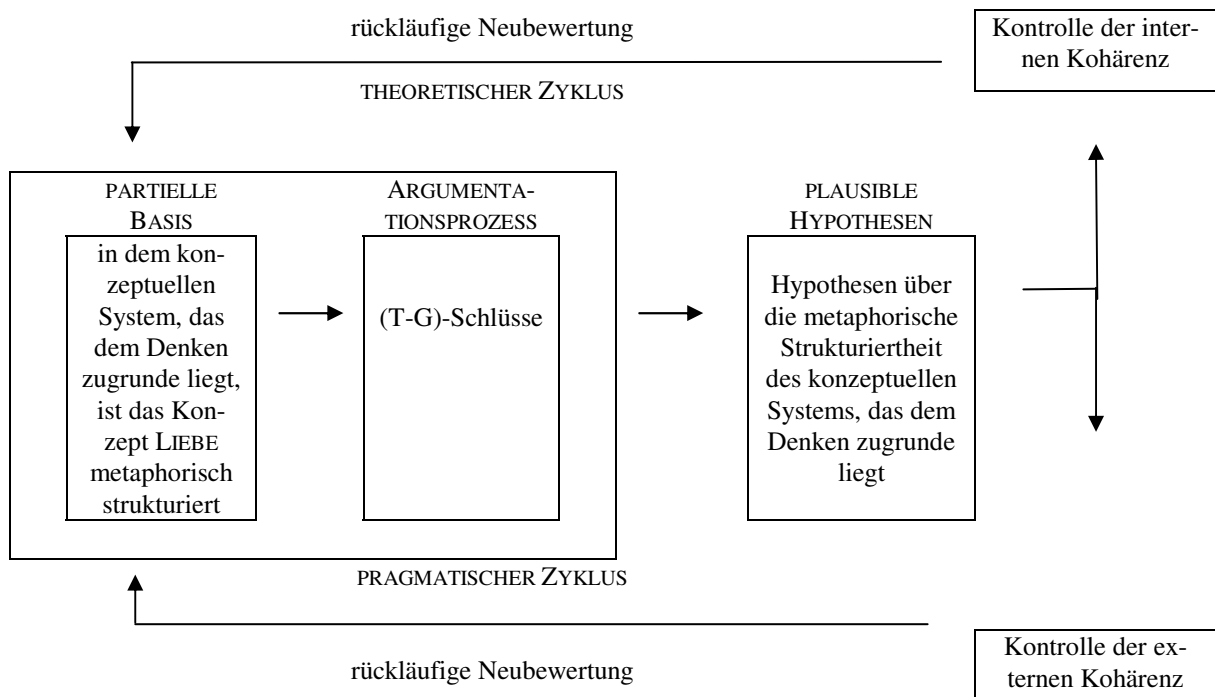 rückläufige Neubewertung
Kontrolle der inter-
nen Kohärenz
THEORETISCHER ZYKLUS
PARTIELLE
BASIS
in dem kon-
zeptuellen
System, das
dem Denken
zugrunde liegt,
ist das Kon-
zept LIEBE
metaphorisch
strukturiert
ARGUMENTA-
TIONSPROZESS
(T-G)-Schlüsse
PLAUSIBLE
HYPOTHESEN
Hypothesen über
die metaphorische
Strukturiertheit
des konzeptuellen
Systems, das dem
Denken zugrunde
liegt
PRAGMATISCHER ZYKLUS
rückläufige Neubewertung
Kontrolle der ex-
ternen Kohärenz